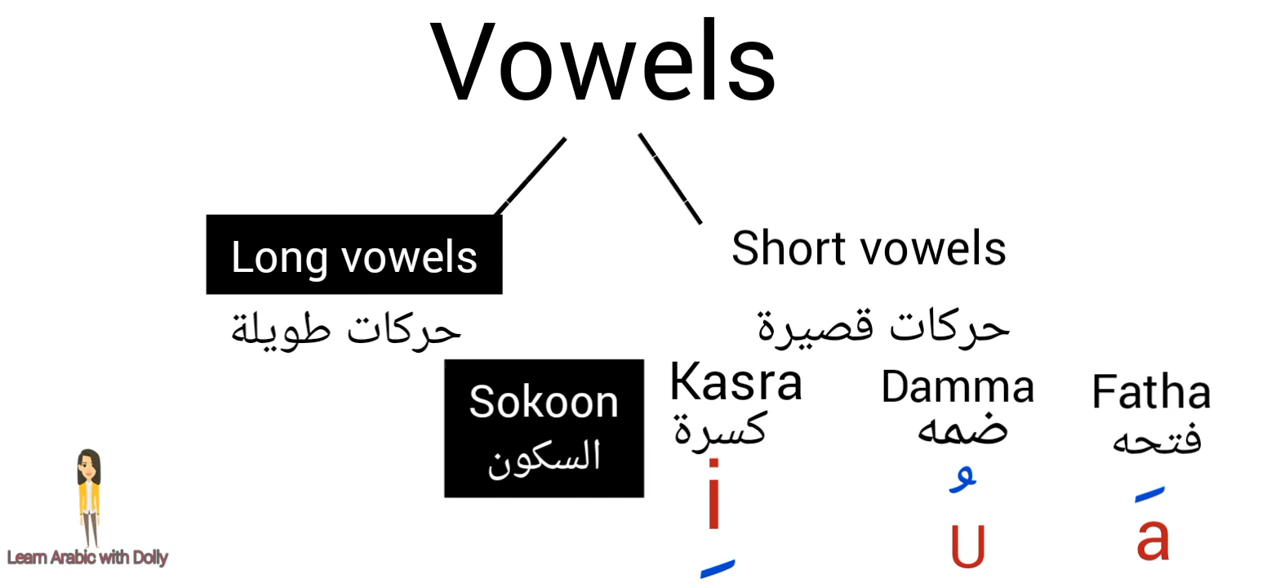 Vowels
Long vowels
Short vowels
حركات طويلة
حركات قصيرة
Sokoon
السكون
Kasra
كسرة
i
ِ
Damma
ضمه
ُ
U
Fatha
فتحه
َ
a
Learn Arabic with Dolly